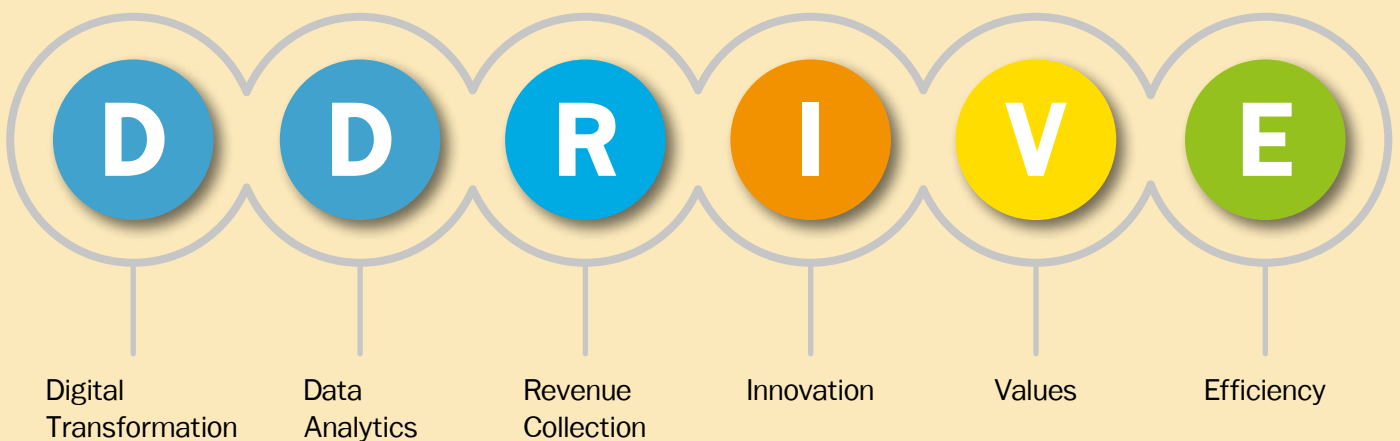 D D R I V E
Digital Transformation
Data Analytics
Revenue Collection
Innovation
Values
Efficiency